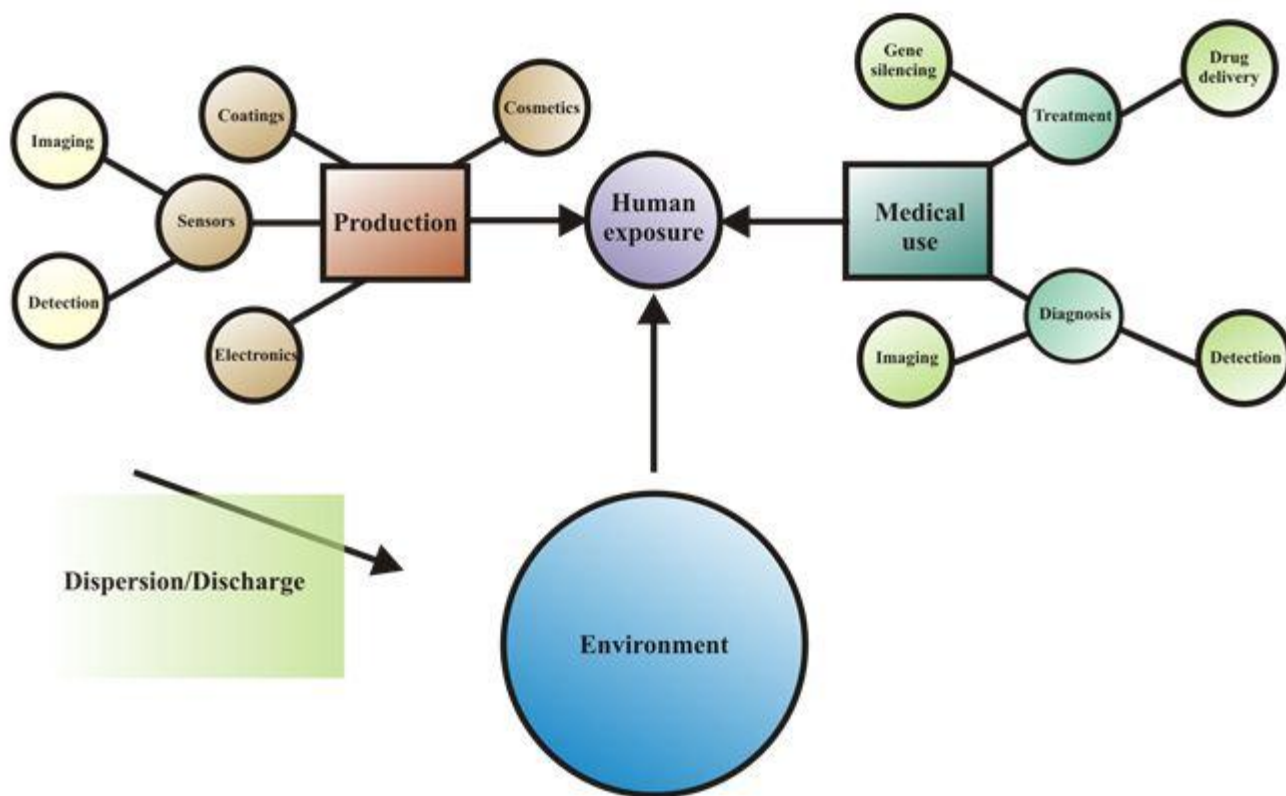 Gene
silencing
Drug
delivery
Coatings
Cosmetics
Treatment
Imaging
Sensors
Production
Human
exposure
Medical
use
Detection
Diagnosis
Electronics
Imaging
Detection
Dispersion/Discharge
Environment